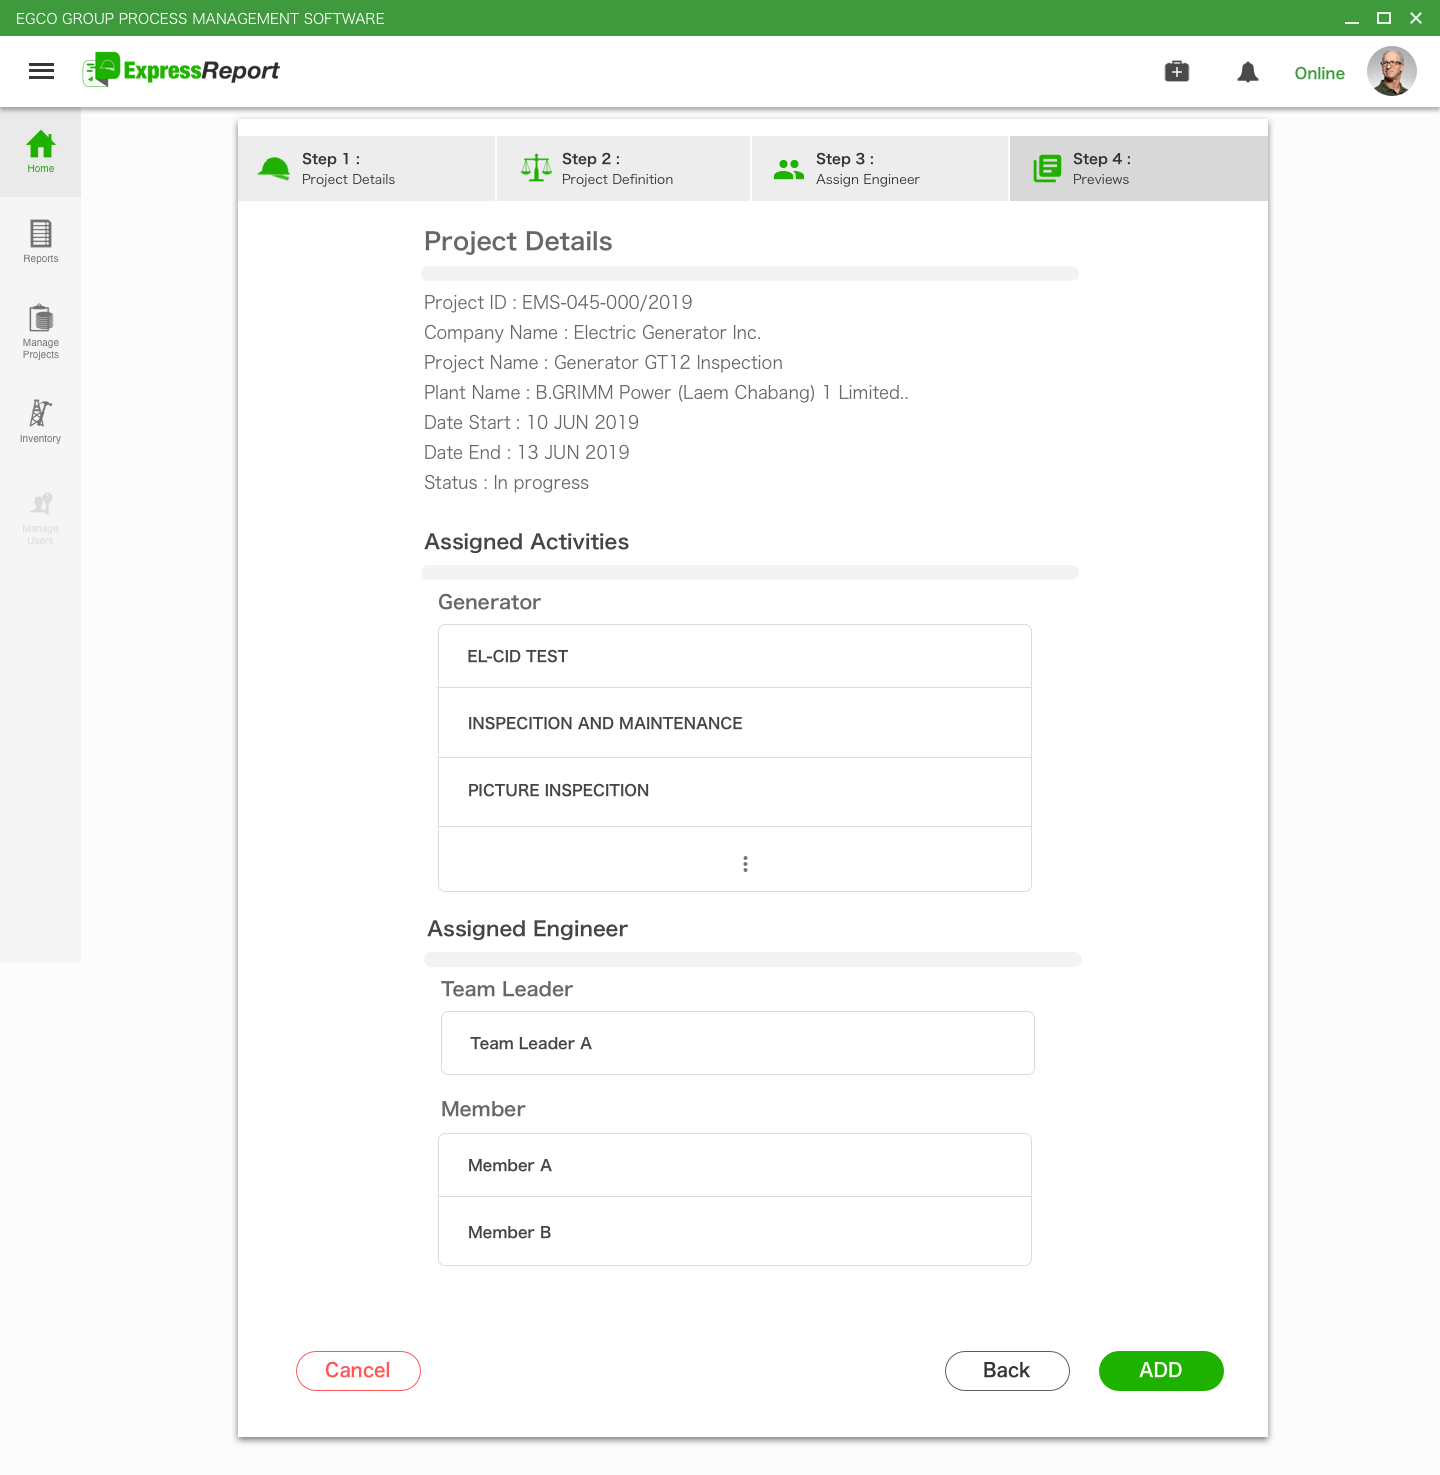 EGCO GROUP PROCESS MANAGEMENT SOFTWARE
ExpressReport
Online
Home
Reports
Manage
Projects
Inventory
Manage
Users
Step 1 :
Project Details
Step 2 :
Project Definition
Step 3 :
Assign Engineer
Step 4 :
Previews
Project Details
Project ID : EMS-045-000/2019
Company Name : Electric Generator Inc.
Project Name : Generator GT12 Inspection
Plant Name : B.GRIMM Power (Laem Chabang) 1 Limited..
Date Start : 10 JUN 2019
Date End : 13 JUN 2019
Status : In progress
Assigned Activities
Generator
EL-CID TEST
INSPECITION AND MAINTENANCE
PICTURE INSPECITION
Assigned Engineer
Team Leader
Team Leader A
Member
Member A
Member B
Cancel
Back
ADD